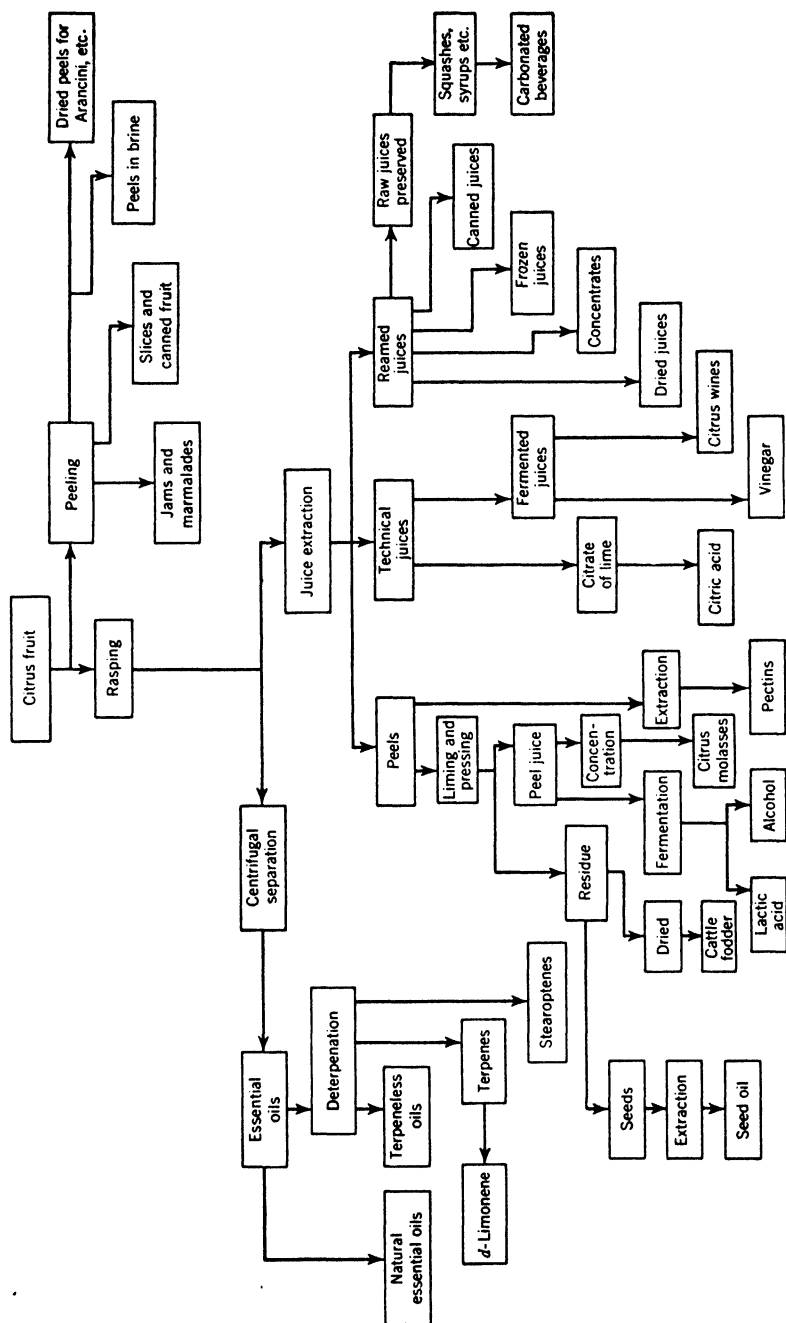 Citrus fruit
Rasping
Peeling
Jams and
marmalades
Slices and
canned fruit
Peels in brine
Dried peels for
Arancini, etc.
Centrifugal
separation
Juice extraction
Essential
oils
Natural
essential oils
Deterpenation
Terpeneless
oils
Terpenes
d-Limonene
Stearoptenes
Peels
Liming and
pressing
Residue
Seeds
Extraction
Seed oil
Dried
Cattle
fodder
Peel juice
Fermentation
Lactic
acid
Alcohol
Concen-
tration
Citrus
molasses
Extraction
Pectins
Technical
juices
Citrate
of lime
Citric acid
Fermented
juices
Vinegar
Citrus wines
Reamed
juices
Dried juices
Concentrates
Frozen
juices
Canned juices
Raw juices
preserved
Squashes,
syrups etc.
Carbonated
beverages